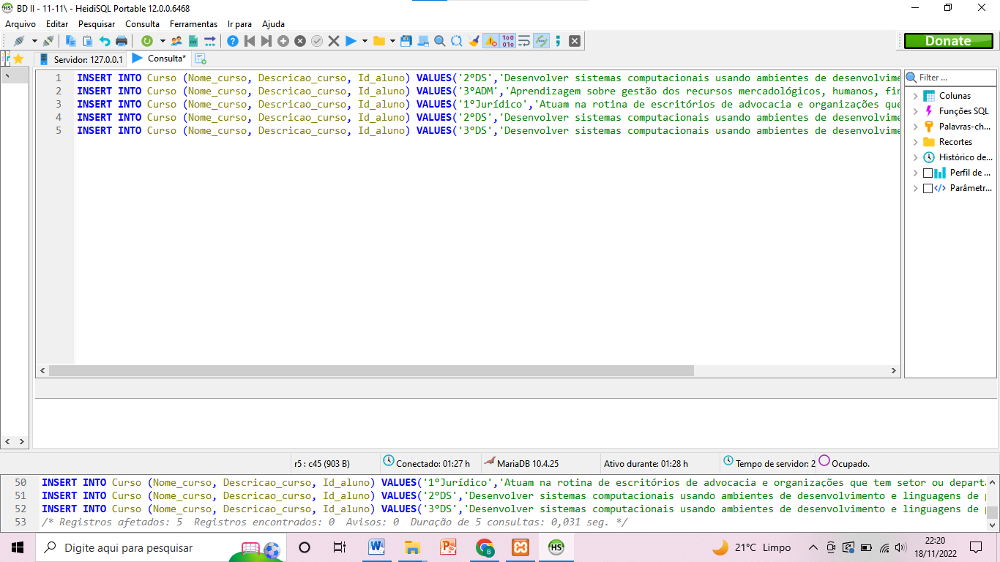 BD II - 11-11\ - HeidiSQL Portable 12.0.0.6468
Arquivo Editar Pesquisar Consulta Ferramentas Ir para Ajuda
Donate
Servidor: 127.0.0.1 Consulta*
1 INSERT INTO Curso (Nome_curso, Descricao_curso, Id_aluno) VALUES('2ºDS','Desenvolver sistemas computacionais usando ambientes de desenvolvime
2 INSERT INTO Curso (Nome_curso, Descricao_curso, Id_aluno) VALUES('3ºADM','Aprendizagem sobre gestão dos recursos mercadológicos, humanos, fin
3 INSERT INTO Curso (Nome_curso, Descricao_curso, Id_aluno) VALUES('1ºJurídico','Atuam na rotina de escritórios de advocacia e organizações que
4 INSERT INTO Curso (Nome_curso, Descricao_curso, Id_aluno) VALUES('2ºDS','Desenvolver sistemas computacionais usando ambientes de desenvolvime
5 INSERT INTO Curso (Nome_curso, Descricao_curso, Id_aluno) VALUES('3ºDS','Desenvolver sistemas computacionais usando ambientes de desenvolvime
Filter ...
Colunas
Funções SQL
Palavras-ch...
Recortes
Histórico de...
Perfil de ...
Parâmetr...
r5 : c45 (903 B) Conectado: 01:27 h MariaDB 10.4.25 Ativo durante: 01:28 h Tempo de servidor: 2 Ocupado.
50 INSERT INTO Curso (Nome_curso, Descricao_curso, Id_aluno) VALUES('1ºJurídico','Atuam na rotina de escritórios de advocacia e organizações que tem setor ou departa
51 INSERT INTO Curso (Nome_curso, Descricao_curso, Id_aluno) VALUES('2ºDS','Desenvolver sistemas computacionais usando ambientes de desenvolvimento e linguagens de p
52 INSERT INTO Curso (Nome_curso, Descricao_curso, Id_aluno) VALUES('3ºDS','Desenvolver sistemas computacionais usando ambientes de desenvolvimento e linguagens de p
53 /* Registros afetados: 5 Registros encontrados: 0 Avisos: 0 Duração de 5 consultas: 0,031 seg. */
Digite aqui para pesquisar
21°C Limpo
22:20
18/11/2022